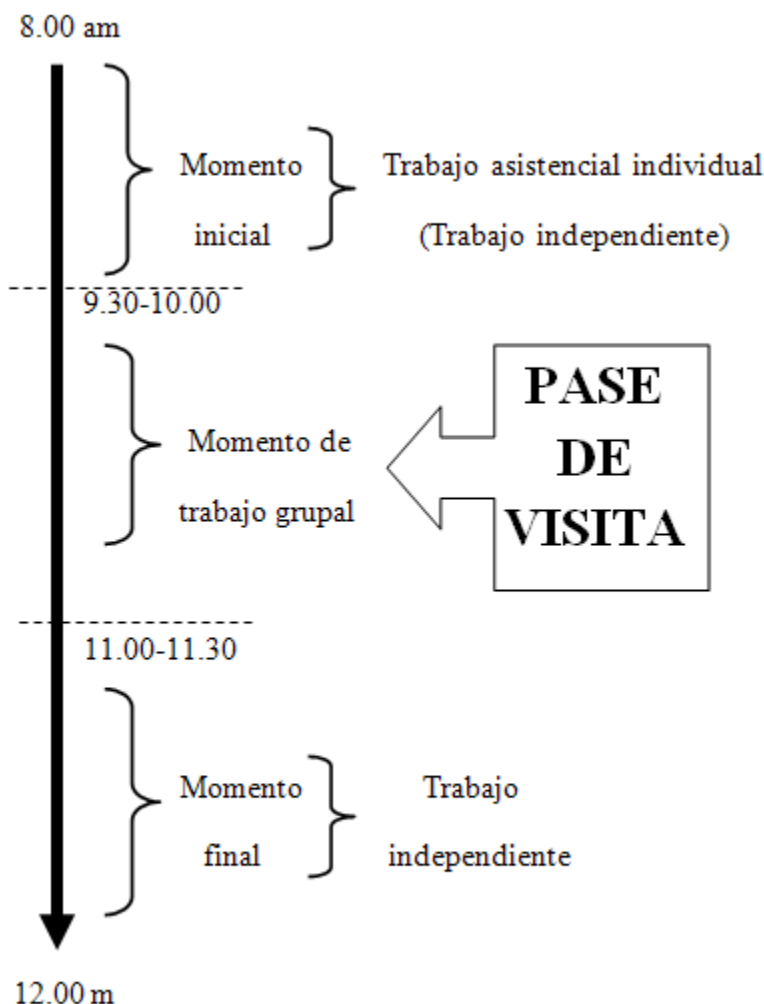 8.00 am
Momento
inicial
Trabajo asistencial individual
(Trabajo independiente)
9.30-10.00
Momento de
trabajo grupal
PASE
DE
VISITA
11.00-11.30
Momento
final
Trabajo
independiente
12.00 m